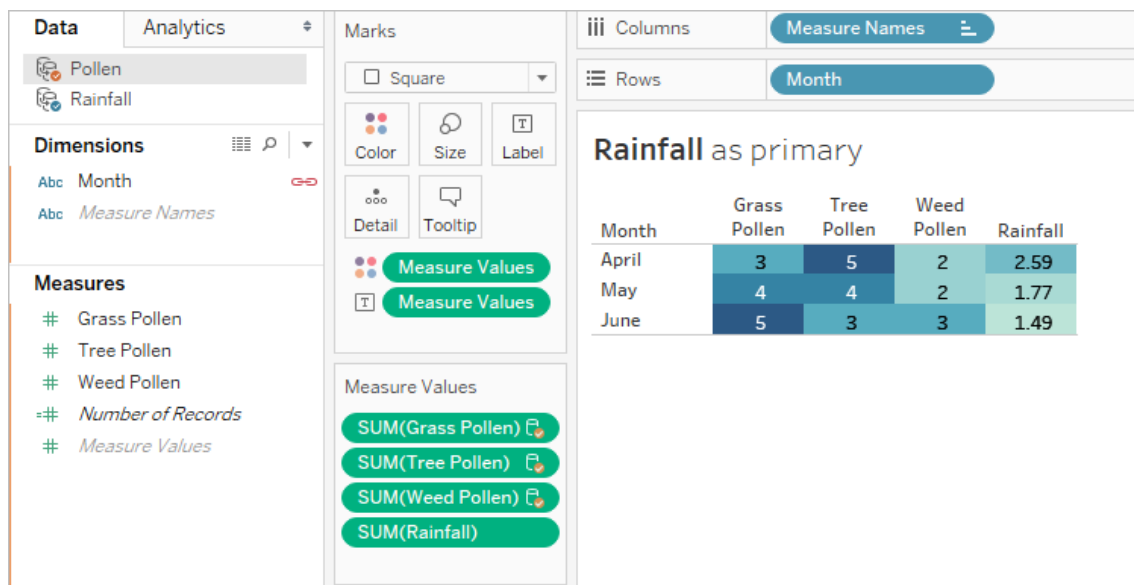 Data
Analytics
Pollen
Rainfall
Dimensions
Abc Month
Abc Measure Names
Measures
# Grass Pollen
# Tree Pollen
# Weed Pollen
=# Number of Records
# Measure Values
Marks
Square
Color
Size
T
Label
Detail
Tooltip
Measure Values
T Measure Values
Measure Values
SUM(Grass Pollen)
SUM(Tree Pollen)
SUM(Weed Pollen)
SUM(Rainfall)
iii Columns
Measure Names
Rows
Month
Rainfall as primary
Month Grass Pollen Tree Pollen Weed Pollen Rainfall
April 3 5 2 2.59
May 4 4 2 1.77
June 5 3 3 1.49